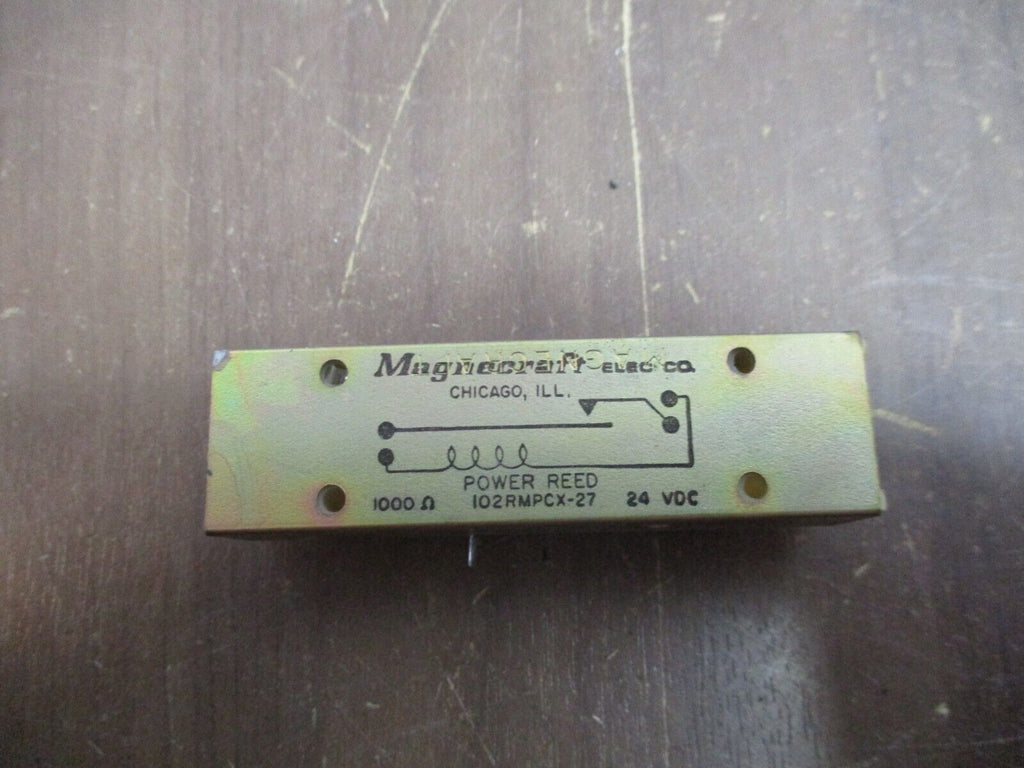 Magnecraft ELEC CO.
CHICAGO, ILL.
POWER REED
1000 Ω 102RMPCX-27 24 VDC